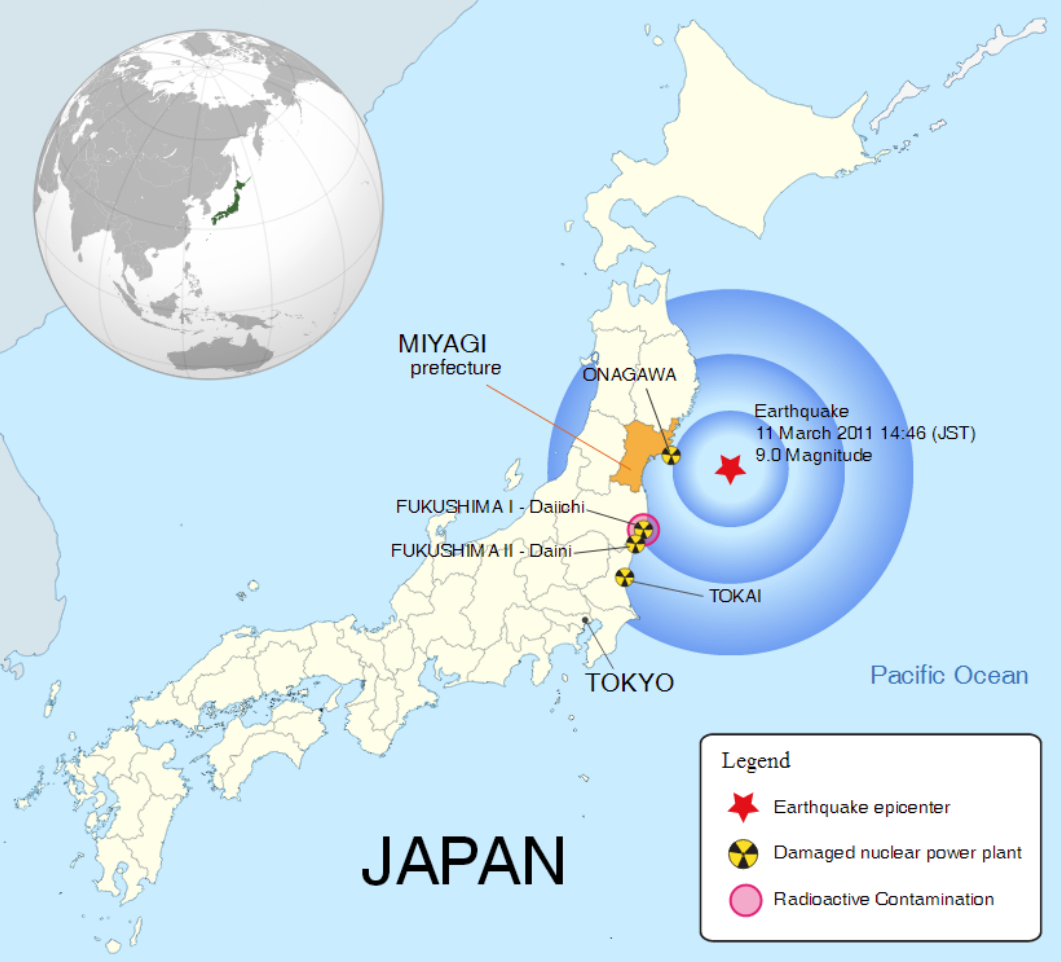 MIYAGI
prefecture
ONAGAWA
Earthquake
11 March 2011 14:46 (JST)
9.0 Magnitude
FUKUSHIMA I - Daiichi
FUKUSHIMA II - Daini
TOKAI
TOKYO
Pacific Ocean
JAPAN
Legend
Earthquake epicenter
Damaged nuclear power plant
Radioactive Contamination